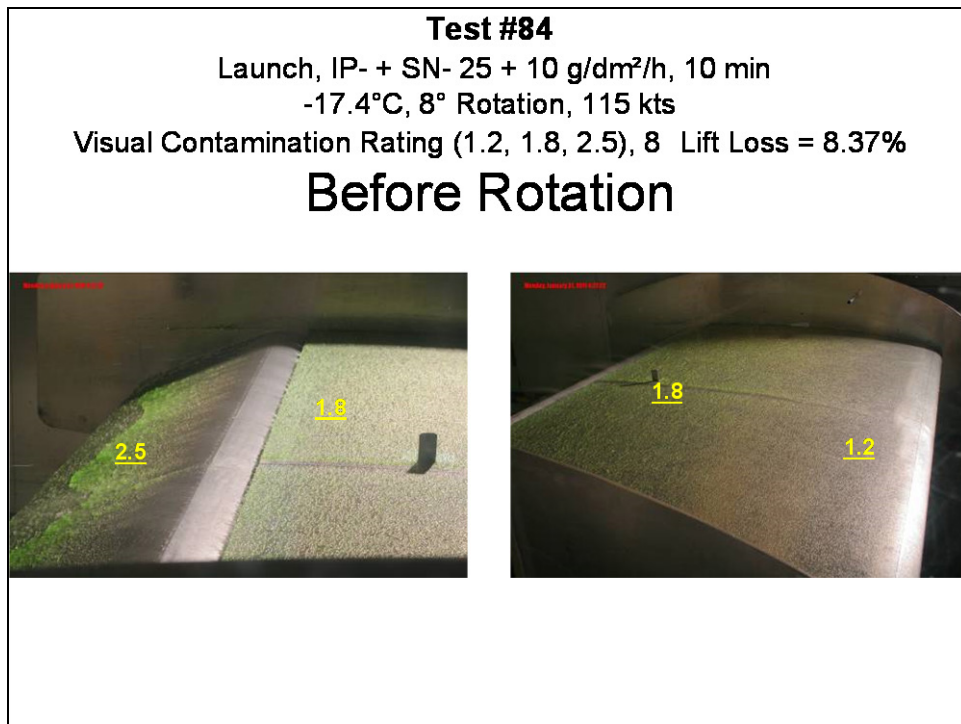 Test #84
Launch, IP- + SN- 25 + 10 g/dm²/h, 10 min
-17.4°C, 8° Rotation, 115 kts
Visual Contamination Rating (1.2, 1.8, 2.5), 8 Lift Loss = 8.37%
Before Rotation
2.5
1.8
1.8
1.2